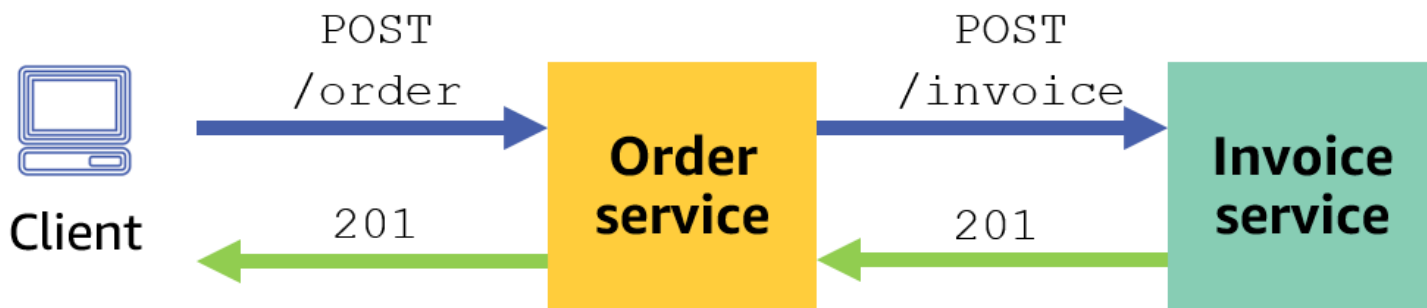 POST
/order
POST
/invoice
Order
service
Invoice
service
Client
201
201